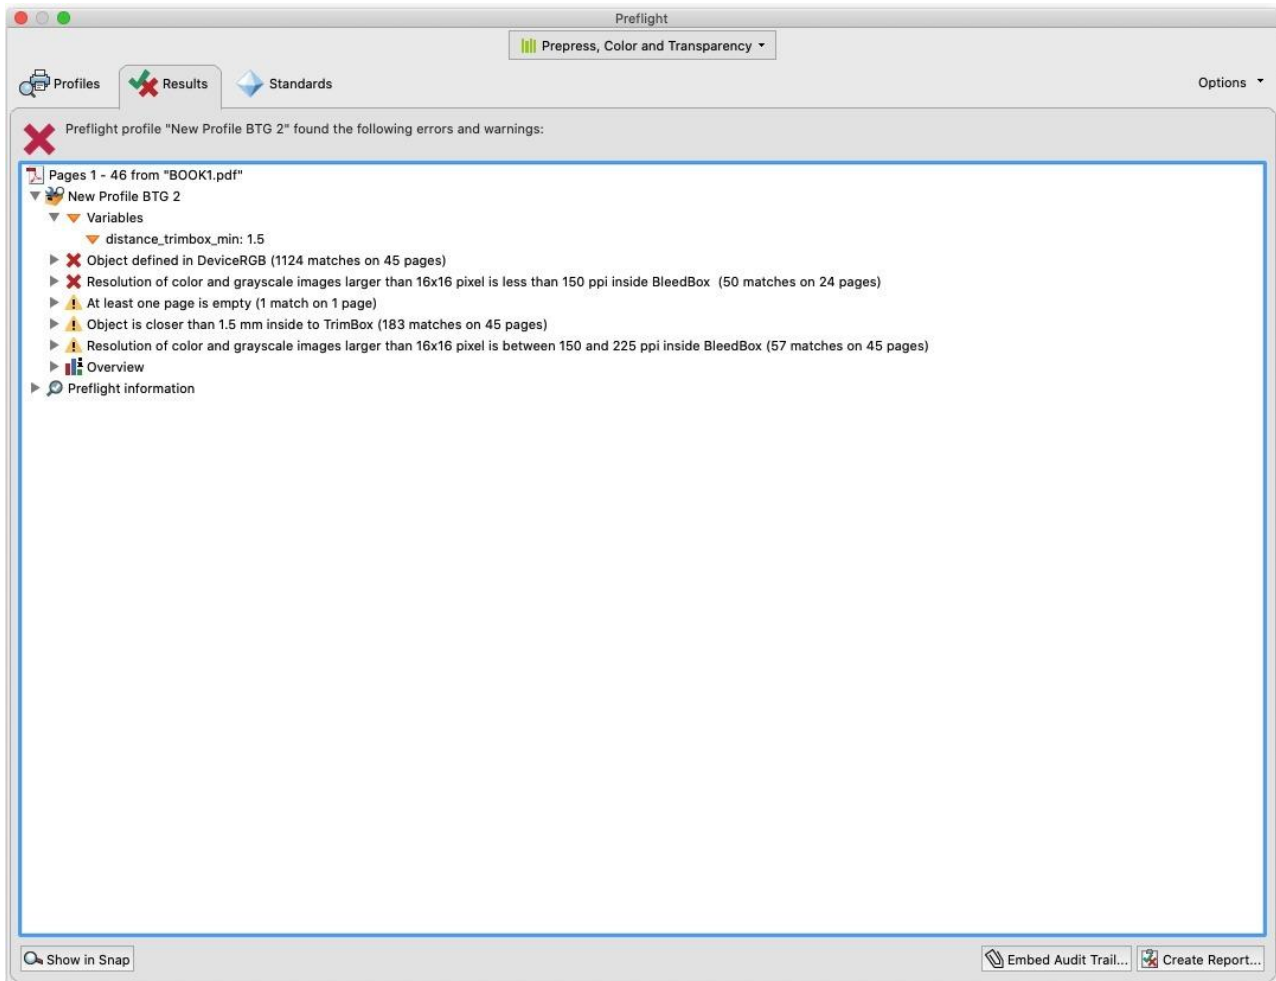 Preflight
Prepress, Color and Transparency
Profiles
Results
Standards
Options
Preflight profile "New Profile BTG 2" found the following errors and warnings:
Pages 1 - 46 from "BOOK1.pdf"
New Profile BTG 2
Variables
distance_trimbox_min: 1.5
Object defined in DeviceRGB (1124 matches on 45 pages)
Resolution of color and grayscale images larger than 16x16 pixel is less than 150 ppi inside BleedBox (50 matches on 24 pages)
At least one page is empty (1 match on 1 page)
Object is closer than 1.5 mm inside to TrimBox (183 matches on 45 pages)
Resolution of color and grayscale images larger than 16x16 pixel is between 150 and 225 ppi inside BleedBox (57 matches on 45 pages)
Overview
Preflight information
Show in Snap
Embed Audit Trail...
Create Report...